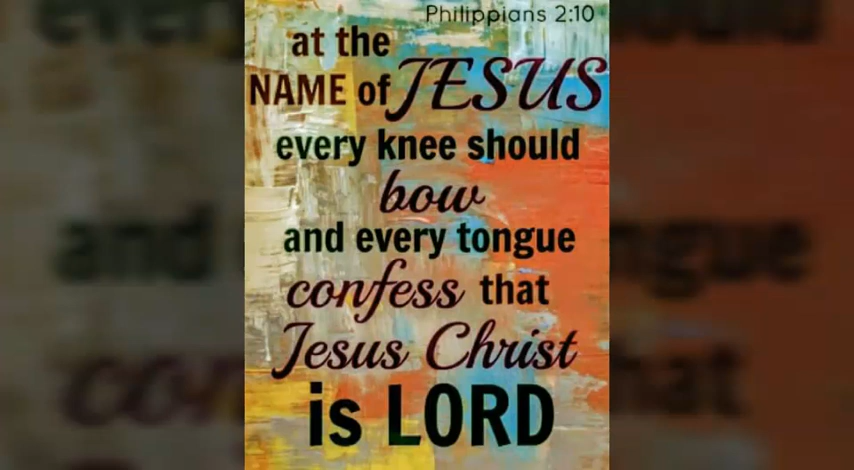 Philippians 2:10
at the
NAME of JESUS
every knee should
bow
and every tongue
confess that
Jesus Christ
is LORD